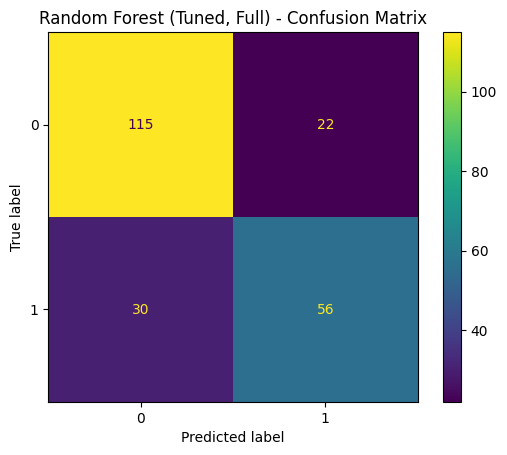 Random Forest (Tuned, Full) - Confusion Matrix
0 115 22
1 30 56
0 1
Predicted label
True label
100
80
60
40